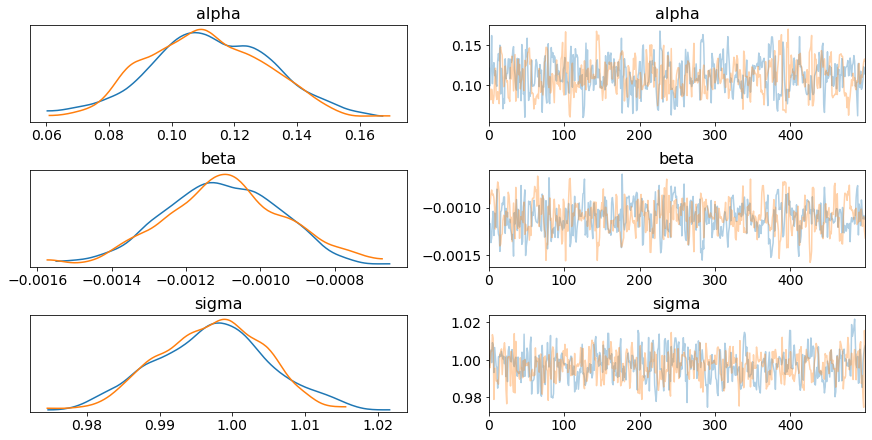 alpha
alpha
0.15
0.10
0.06 0.08 0.10 0.12 0.14 0.16
0 100 200 300 400
beta
beta
−0.0010
−0.0015
−0.0016 −0.0014 −0.0012 −0.0010 −0.0008
0 100 200 300 400
sigma
sigma
1.02
1.00
0.98
0.98 0.99 1.00 1.01 1.02
0 100 200 300 400